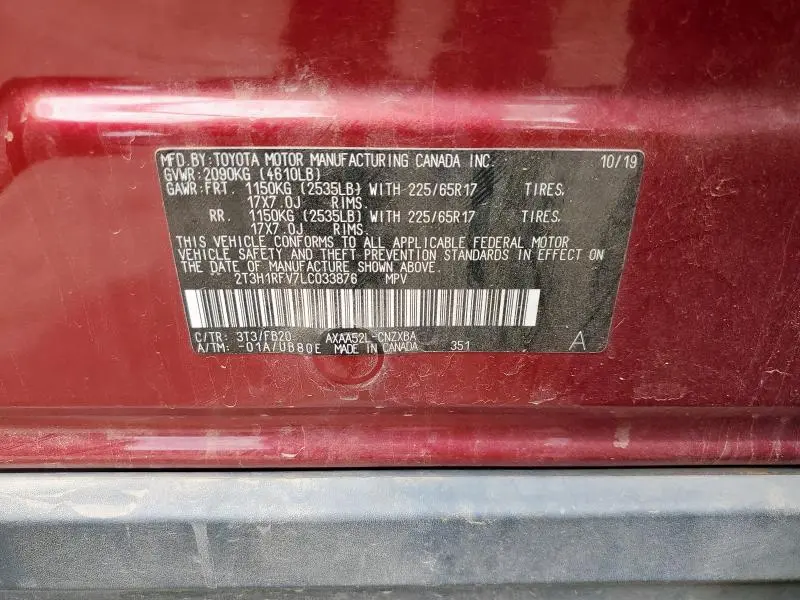 MFD.BY: TOYOTA MOTOR MANUFACTURING CANADA INC. 10/19
GVWR: 2090KG (4610LB)
GAWR: FRT. 1150KG (2535LB) WITH 225/65R17 TIRES,
17X7.0J RIMS.
RR. 1150KG (2535LB) WITH 225/65R17 TIRES,
17X7.0J RIMS.
THIS VEHICLE CONFORMS TO ALL APPLICABLE FEDERAL MOTOR
VEHICLE SAFETY AND THEFT PREVENTION STANDARDS IN EFFECT ON
THE DATE OF MANUFACTURE SHOWN ABOVE.
2T3H1RFV7LC033876 MPV
C/TR: 3T3/FB20 AXAA52L-CNZXBA
A/TM: -01A/UB80E MADE IN CANADA 351 A